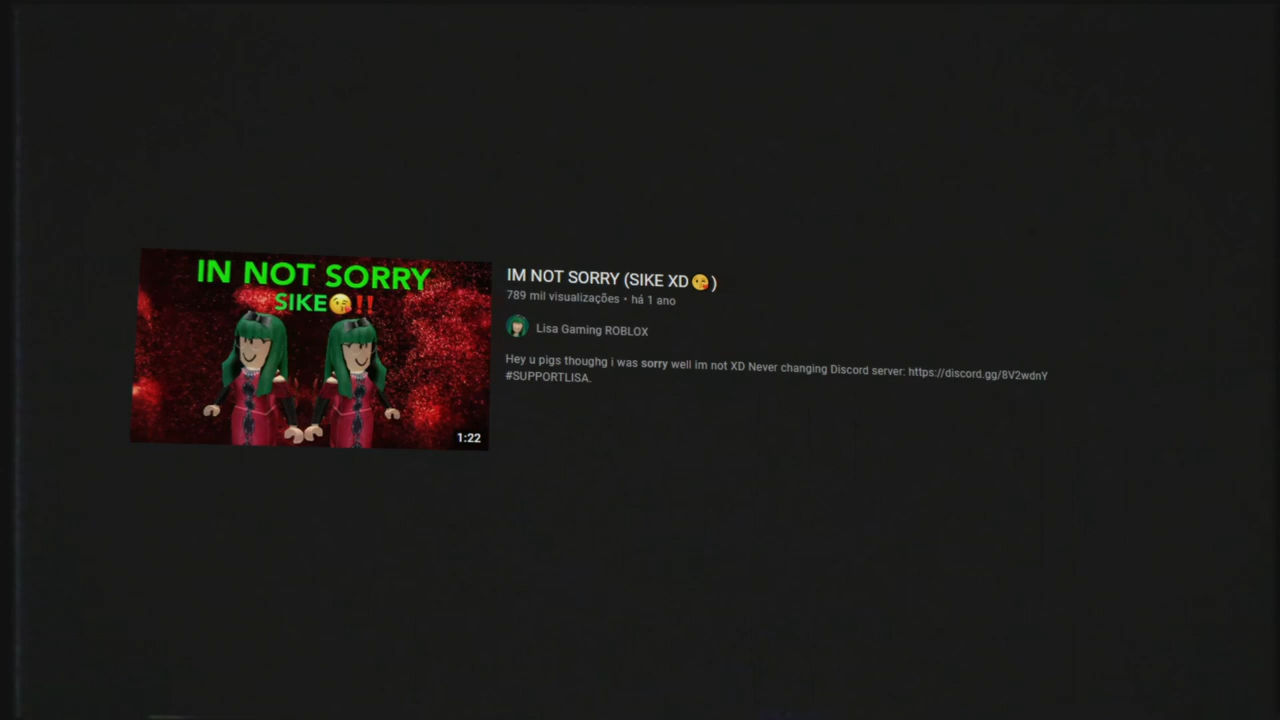 IN NOT SORRY
SIKE😘‼️
1:22
IM NOT SORRY (SIKE XD😘)
789 mil visualizações • há 1 ano
Lisa Gaming ROBLOX
Hey u pigs thoughg i was sorry well im not XD Never changing Discord server: https://discord.gg/8V2wdnY
#SUPPORTLISA.